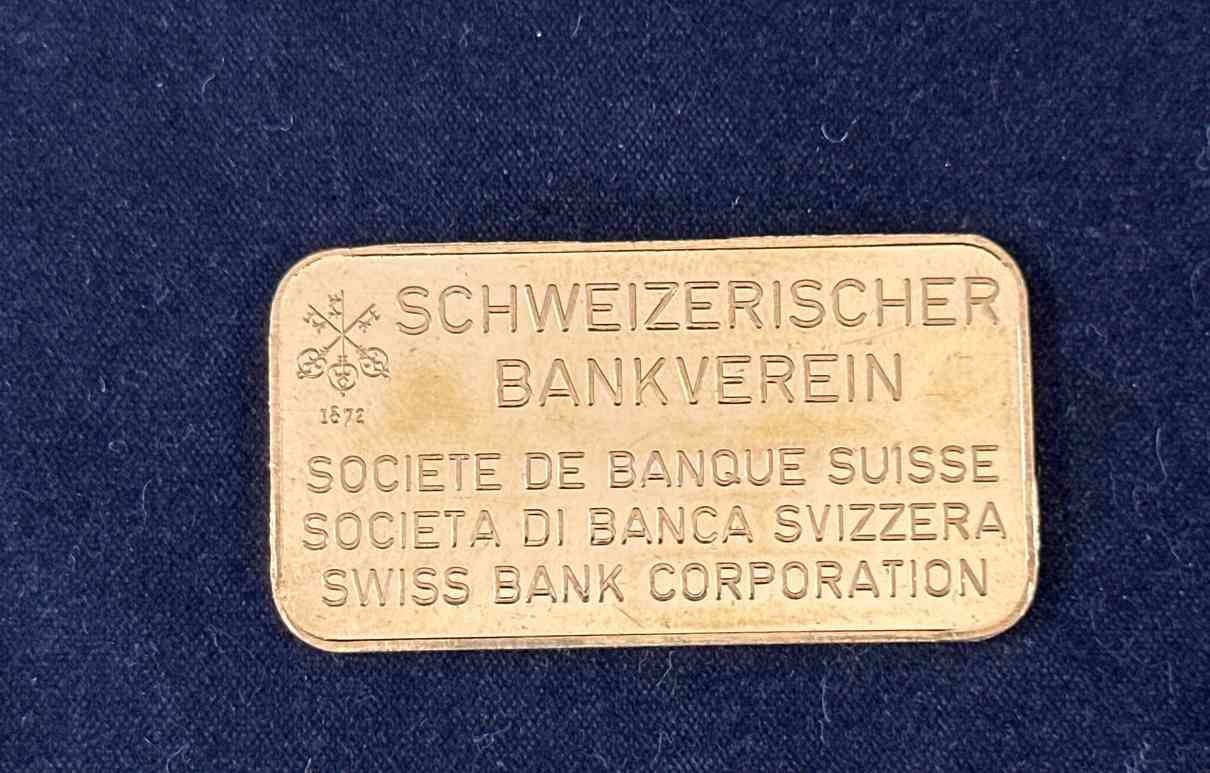 SCHWEIZERISCHER
BANKVEREIN
1872
SOCIETE DE BANQUE SUISSE
SOCIETA DI BANCA SVIZZERA
SWISS BANK CORPORATION